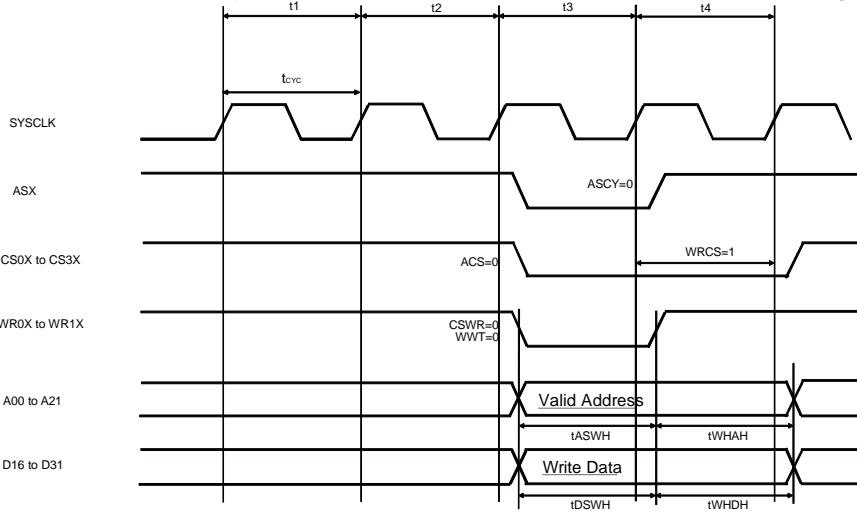 t1 t2 t3 t4
tCYC
SYSCLK
ASX ASCY=0
CS0X to CS3X ACS=0 WRCS=1
WR0X to WR1X CSWR=0
WWT=0
A00 to A21 Valid Address
tASWH tWHAH
D16 to D31 Write Data
tDSWH tWHDH